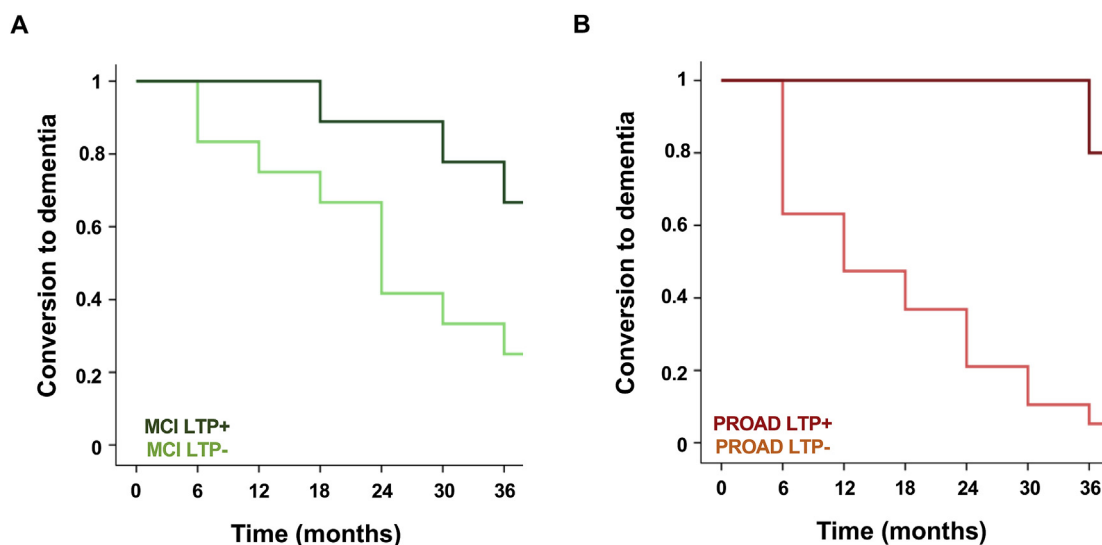 A
Conversion to dementia
1
0.8
0.6
0.4
0.2
0
MCI LTP+
MCI LTP-
0 6 12 18 24 30 36
Time (months)
B
Conversion to dementia
1
0.8
0.6
0.4
0.2
0
PROAD LTP+
PROAD LTP-
0 6 12 18 24 30 36
Time (months)